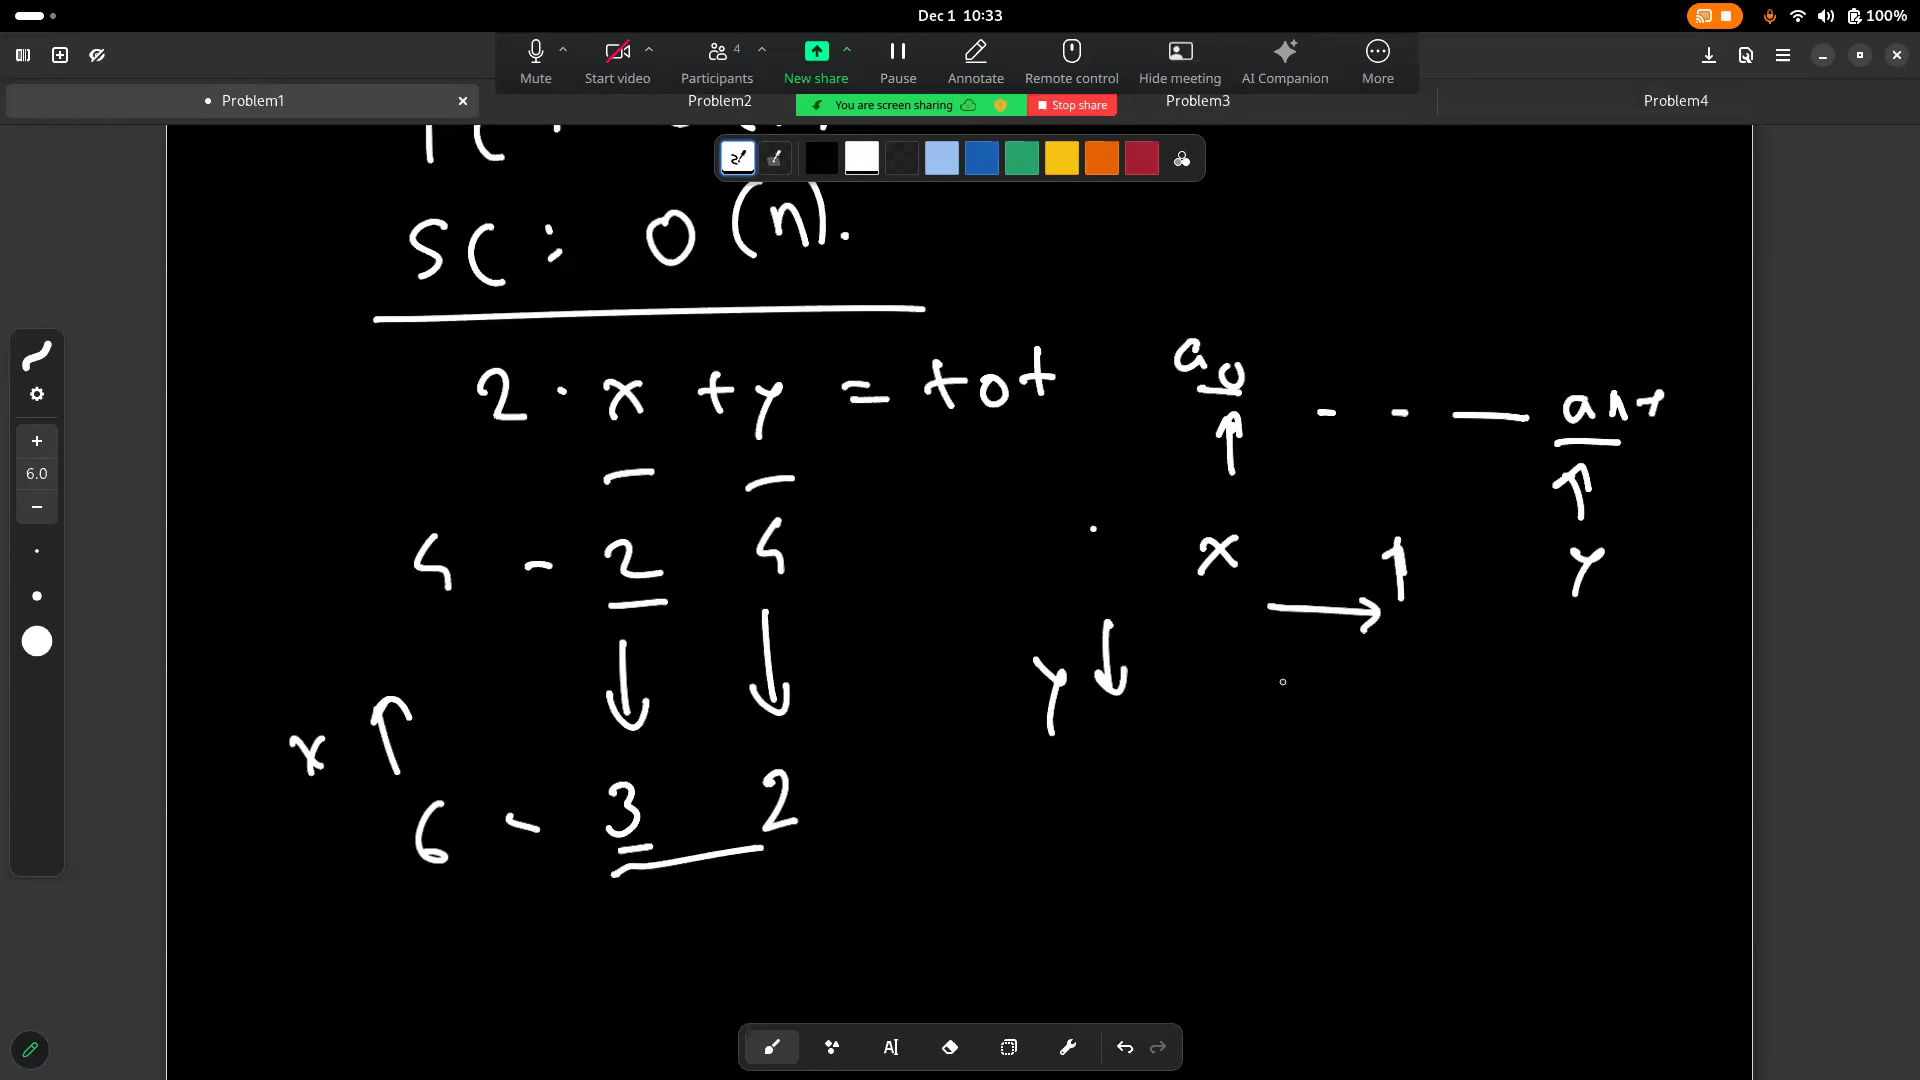 Dec 1 10:33
Mute
Start video
Participants
4
New share
Pause
Annotate
Remote control
Hide meeting
AI Companion
More
100%
Problem1
Problem2
You are screen sharing
Stop share
Problem3
Problem4
SC : O(n).
2 · x + y = tot
a0 - - — an-1
4 - 2 4
x ↑ y
x ↑
y ↓
6 - 3 2
6.0